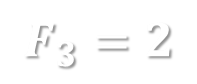 F₃ = 2